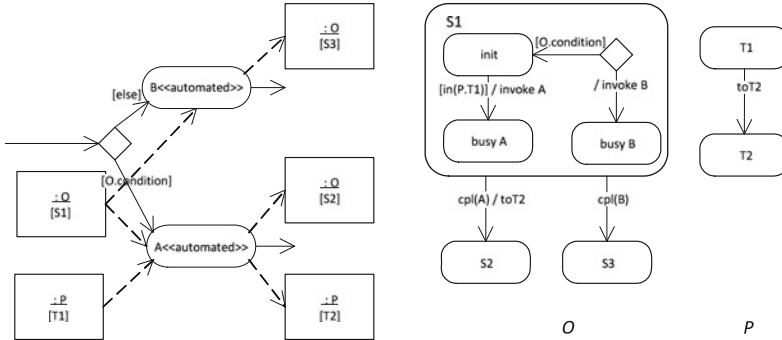 : O
[S3]
B<<automated>>
[else]
[O.condition]
: O
[S1]
: O
[S2]
A<<automated>>
: P
[T1]
: P
[T2]
S1
init
[O.condition]
[in(P.T1)] / invoke A
/ invoke B
busy A
busy B
cpl(A) / toT2
cpl(B)
S2
S3
O
T1
toT2
T2
P